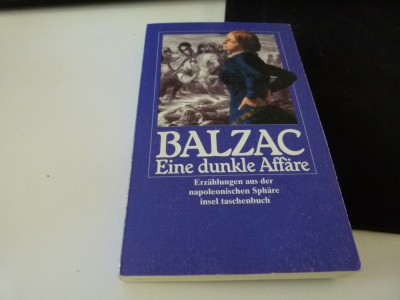 BALZAC
Eine dunkle Affäre
Erzählungen aus der
napoleonischen Sphäre
insel taschenbuch